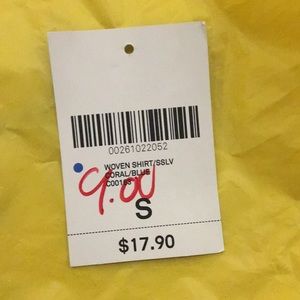 00261022052
WOVEN SHIRT/SSLV
CORAL/BLUE
9.00
S
$17.90